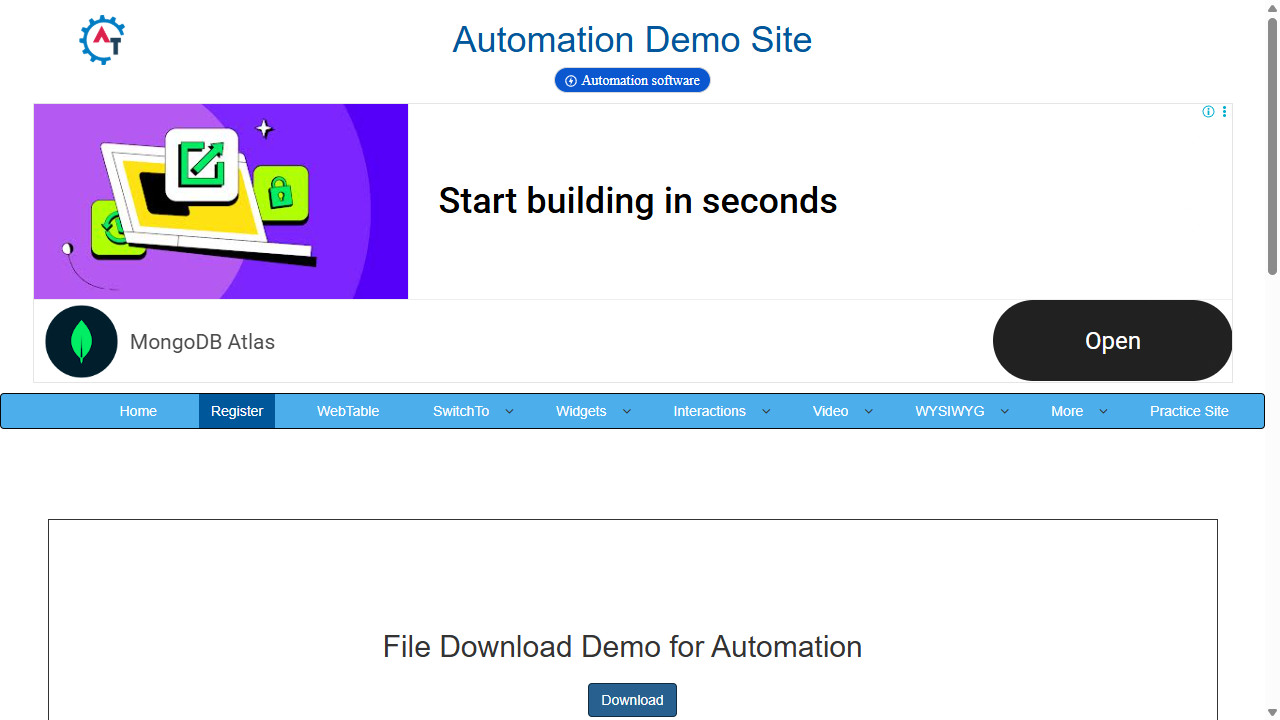 AT
Automation Demo Site
Automation software
Start building in seconds
MongoDB Atlas
Open
Home Register WebTable SwitchTo Widgets Interactions Video WYSIWYG More Practice Site
File Download Demo for Automation
Download